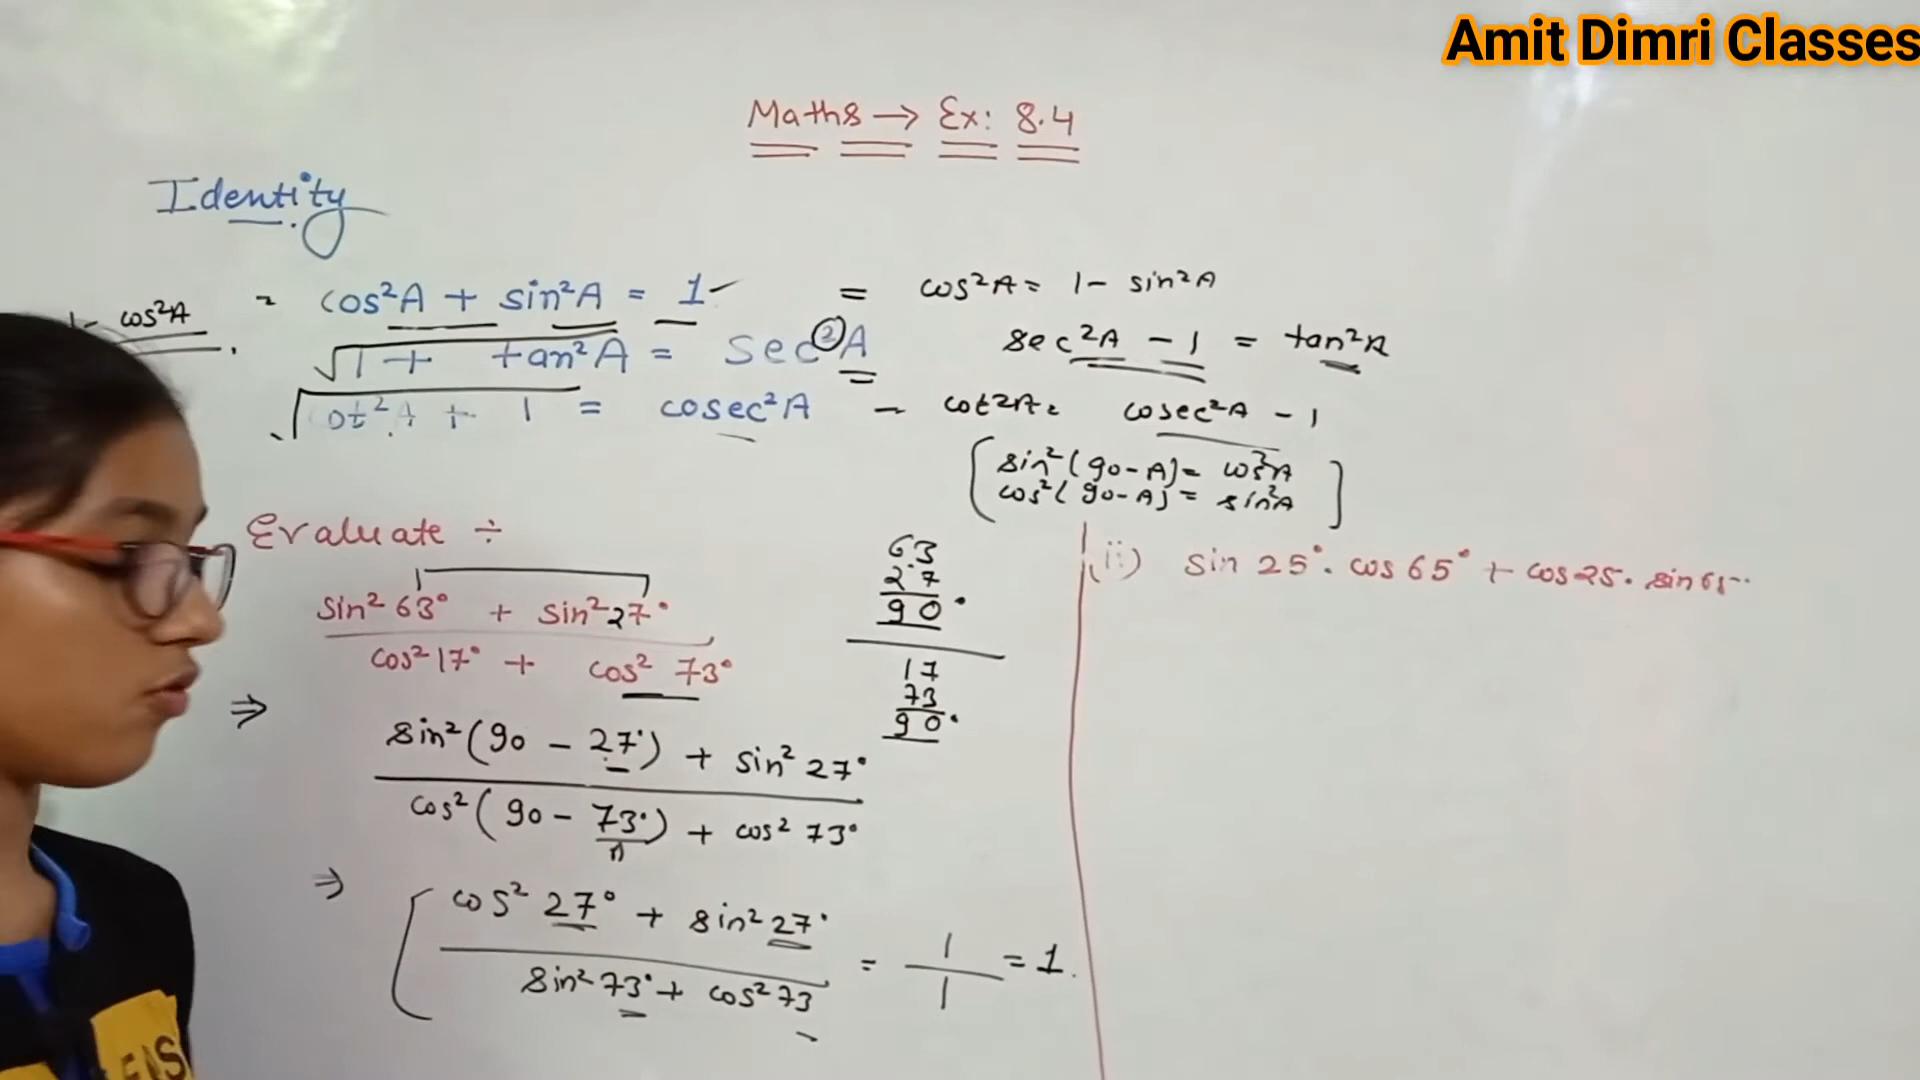 Amit Dimri Classes
Maths → Ex: 8.4
Identity
1 - cos²A
= cos²A + sin²A = 1 = cos²A = 1 - sin²A
√1 + tan²A = sec²A sec²A - 1 = tan²A
√cot²A + 1 = cosec²A - cot²A = cosec²A - 1
sin²(90-A) = cos²A
cos²(90-A) = sin²A
Evaluate ÷
sin² 63° + sin² 27°
cos² 17° + cos² 73°
63
27
90°
17
73
90°
⇒ sin²(90 - 27°) + sin² 27°
cos²(90 - 73°) + cos² 73°
⇒ cos² 27° + sin² 27°
sin² 73° + cos² 73
= 1/1 = 1.
(ii) sin 25°. cos 65° + cos 25. sin 65
EAS